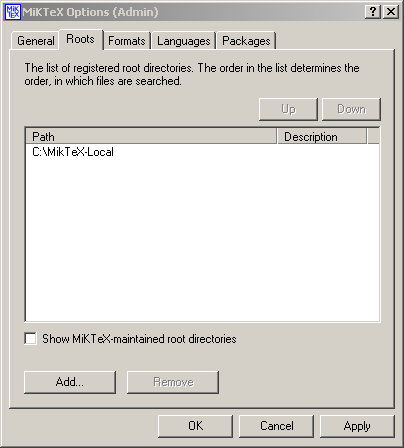 MiKTeX Options (Admin)
General Roots Formats Languages Packages
The list of registered root directories. The order in the list determines the
order, in which files are searched.
Up Down
Path Description
C:\MikTeX-Local
Show MiKTeX-maintained root directories
Add... Remove
OK Cancel Apply